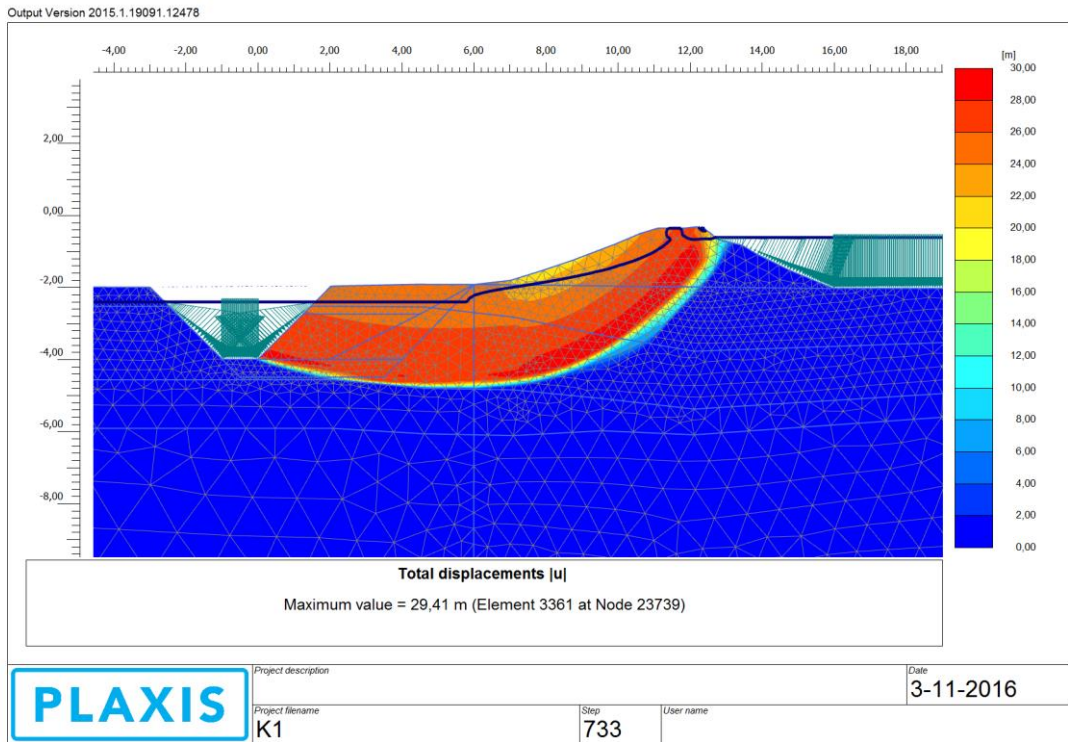 Output Version 2015.1.19091.12478
-4,00 -2,00 0,00 2,00 4,00 6,00 8,00 10,00 12,00 14,00 16,00 18,00
[m]
2,00
0,00
-2,00
-4,00
-6,00
-8,00
30,00
28,00
26,00
24,00
22,00
20,00
18,00
16,00
14,00
12,00
10,00
8,00
6,00
4,00
2,00
0,00
Total displacements |u|
Maximum value = 29,41 m (Element 3361 at Node 23739)
PLAXIS
Project description
Date
3-11-2016
Project filename
K1
Step
733
User name